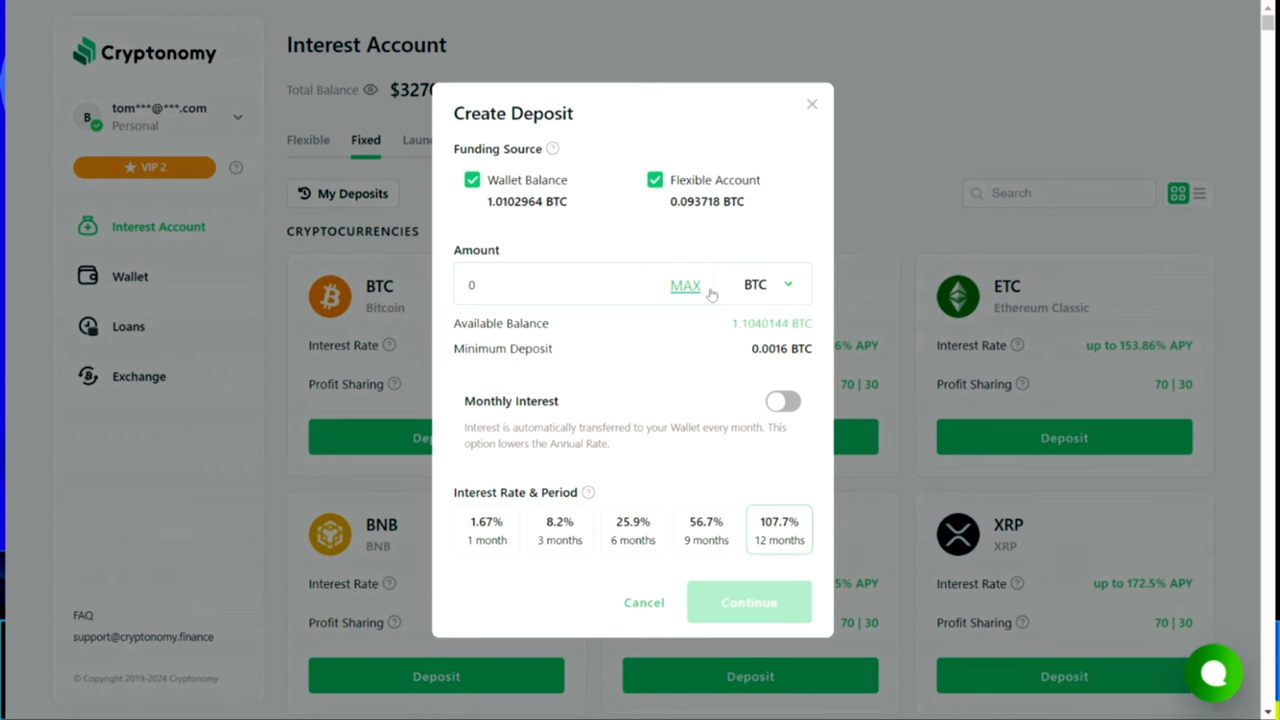 Cryptonomy
tom***@***.com
B
Personal
VIP 2
Interest Account
Wallet
Loans
Exchange
FAQ
support@cryptonomy.finance
© Copyright 2019-2024 Cryptonomy
Interest Account
Total Balance
$327
Flexible
Fixed
Laun
My Deposits
Search
CRYPTOCURRENCIES
BTC
Bitcoin
Interest Rate
Profit Sharing
6% APY
70 | 30
ETC
Ethereum Classic
Interest Rate
up to 153.86% APY
Profit Sharing
70 | 30
Deposit
BNB
BNB
Interest Rate
Profit Sharing
Deposit
5% APY
70 | 30
Deposit
XRP
XRP
Interest Rate
up to 172.5% APY
Profit Sharing
70 | 30
Deposit
Create Deposit
Funding Source
Wallet Balance
1.0102964 BTC
Flexible Account
0.093718 BTC
Amount
0 MAX BTC
Available Balance 1.1040144 BTC
Minimum Deposit 0.0016 BTC
Monthly Interest
Interest is automatically transferred to your Wallet every month. This
option lowers the Annual Rate.
Interest Rate & Period
1.67% 8.2% 25.9% 56.7% 107.7%
1 month 3 months 6 months 9 months 12 months
Cancel Continue